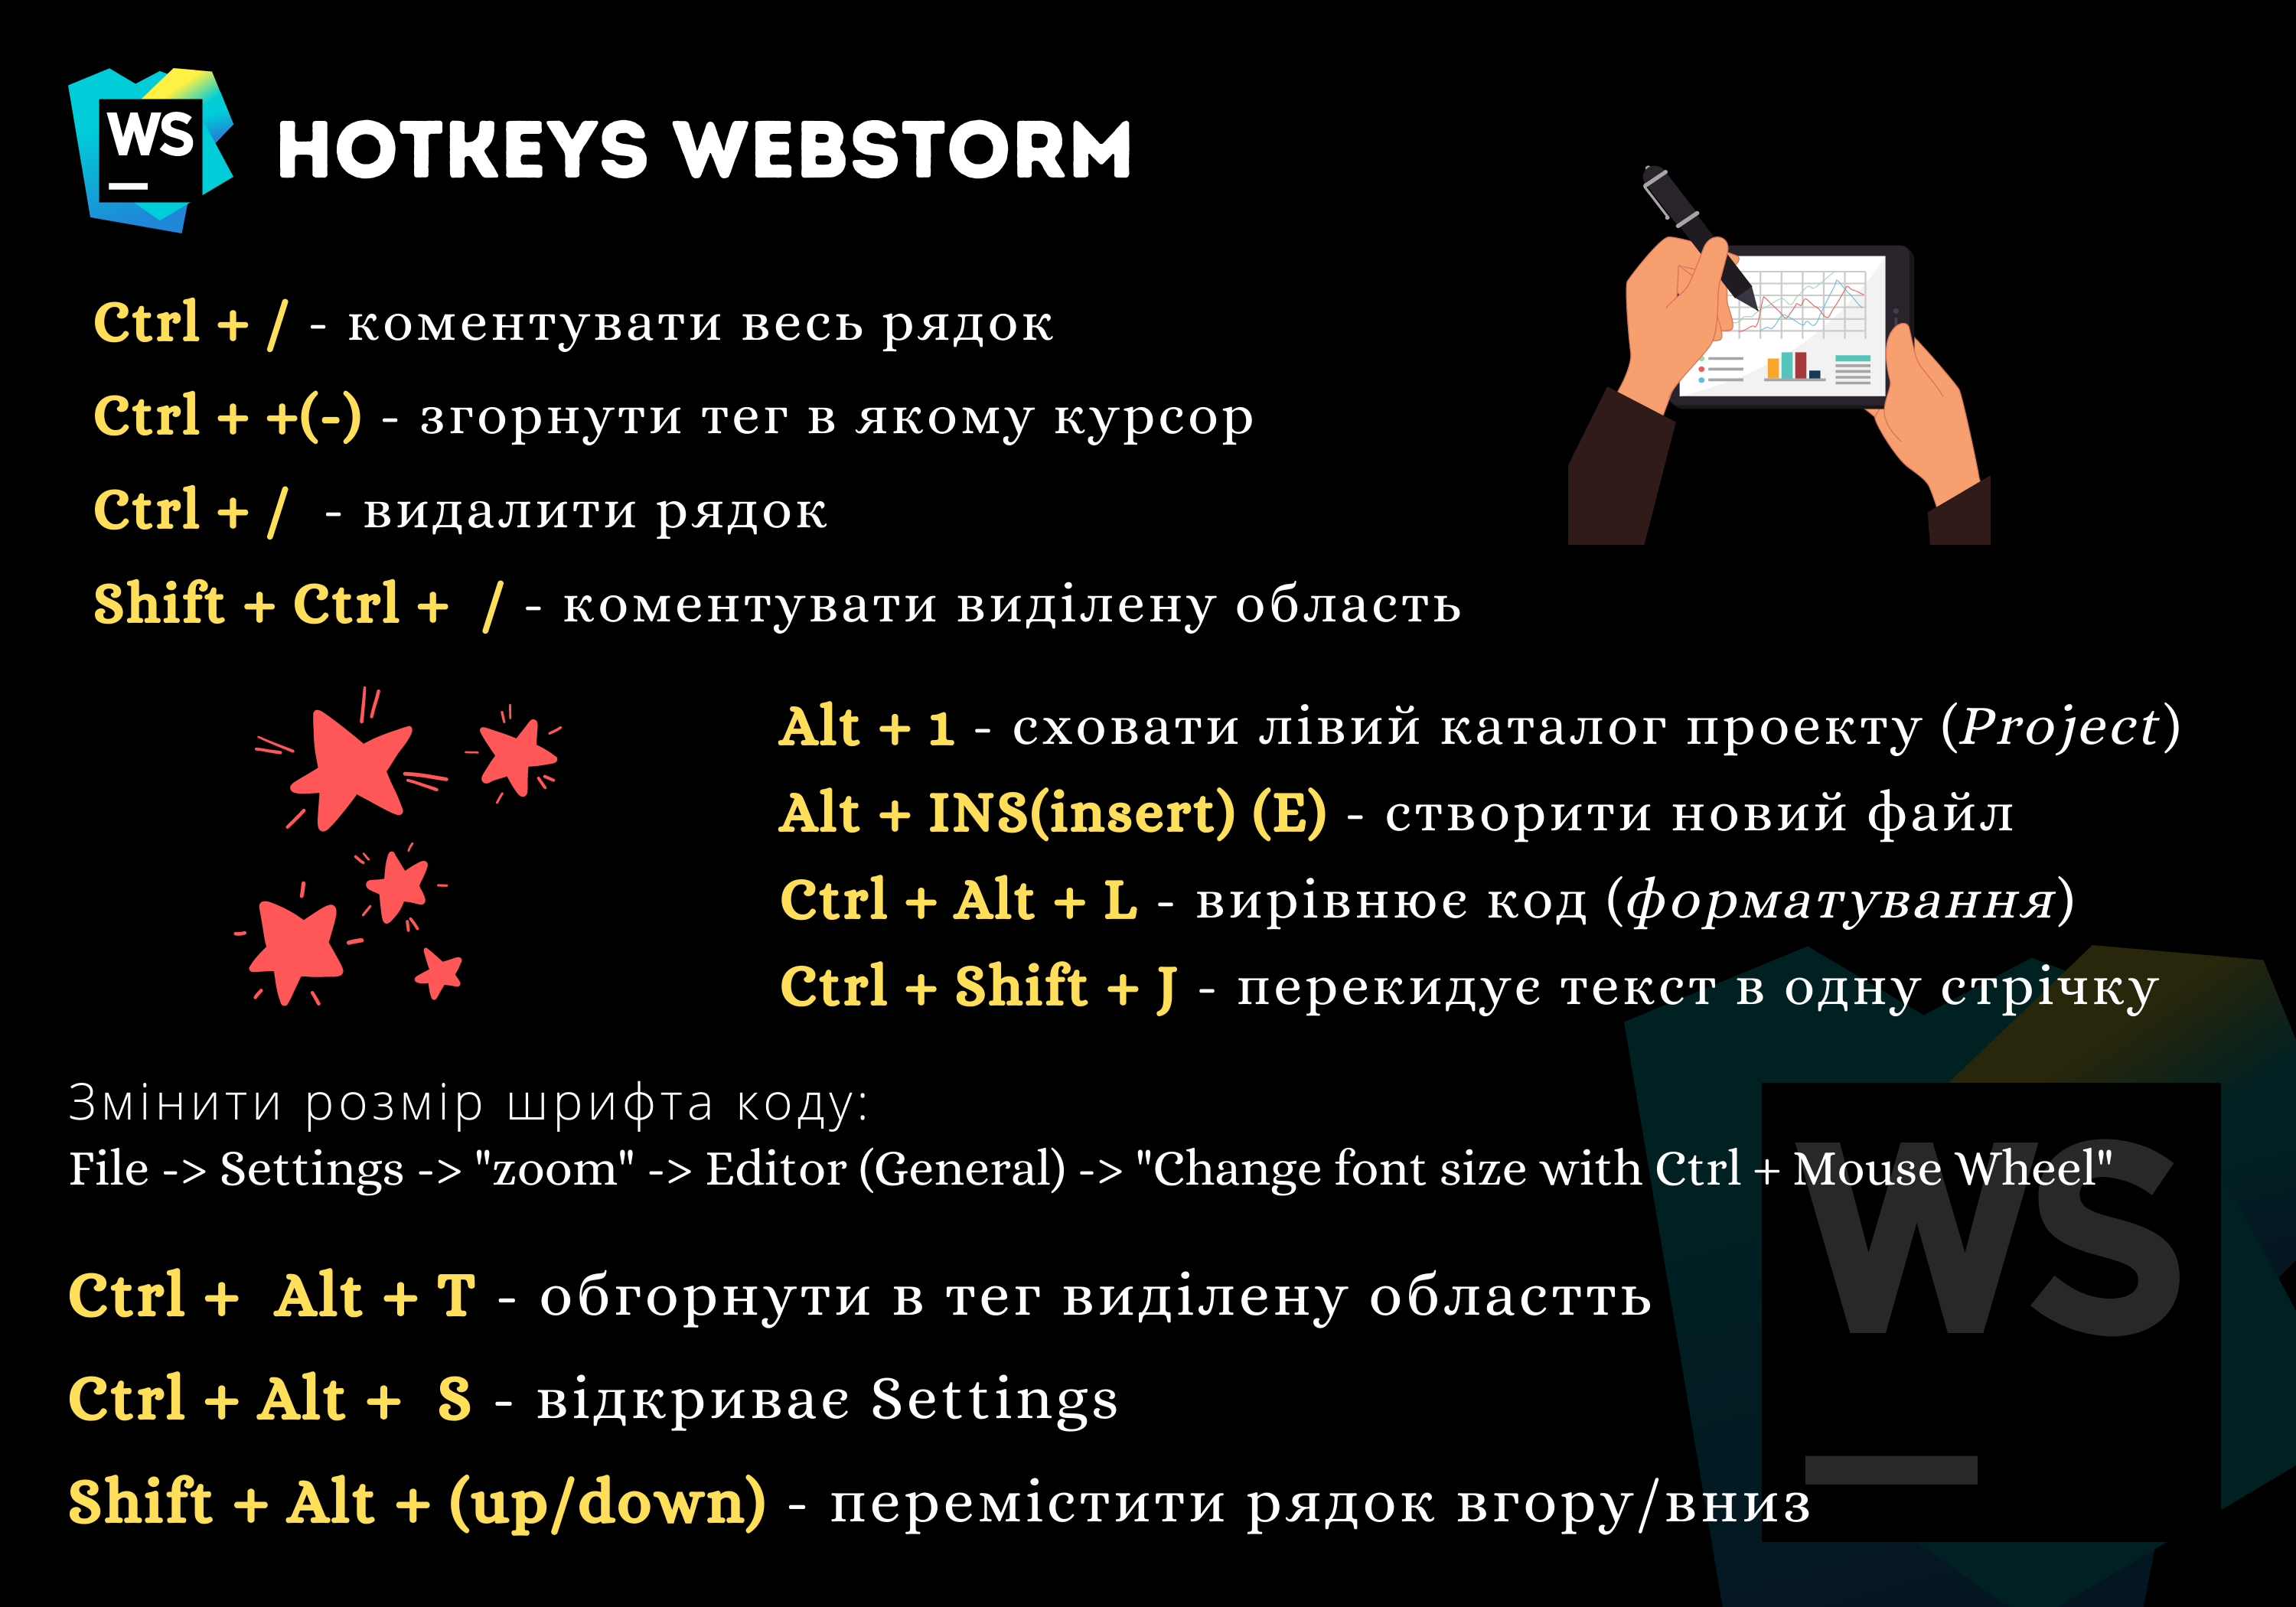 WS
HOTKEYS WEBSTORM
Ctrl + / - коментувати весь рядок
Ctrl + +(-) - згорнути тег в якому курсор
Ctrl + / - видалити рядок
Shift + Ctrl + / - коментувати виділену область
Alt + 1 - сховати лівий каталог проекту (Project)
Alt + INS(insert) (E) - створити новий файл
Ctrl + Alt + L - вирівнює код (форматування)
Ctrl + Shift + J - перекидує текст в одну стрічку
Змінити розмір шрифта коду:
File -> Settings -> "zoom" -> Editor (General) -> "Change font size with Ctrl + Mouse Wheel"
WS
Ctrl + Alt + T - обгорнути в тег виділену областть
Ctrl + Alt + S - відкриває Settings
Shift + Alt + (up/down) - перемістити рядок вгору/вниз